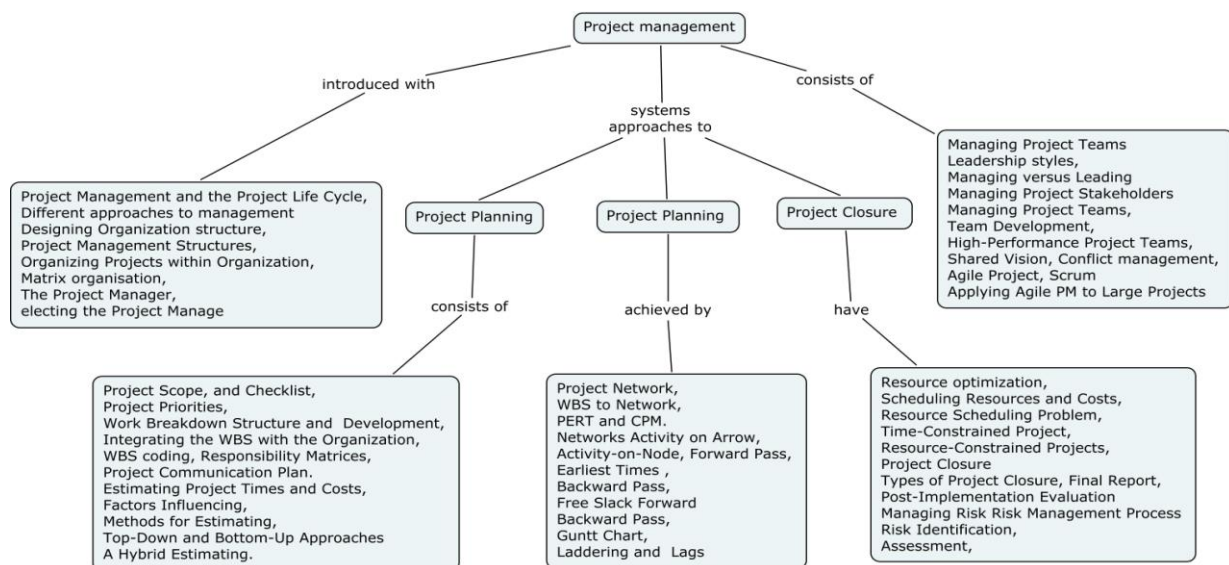 Project management
introduced with
consists of
systems
approaches to
Project Management and the Project Life Cycle,
Different approaches to management
Designing Organization structure,
Project Management Structures,
Organizing Projects within Organization,
Matrix organisation,
The Project Manager,
electing the Project Manage
Project Planning
Project Planning
Project Closure
Managing Project Teams
Leadership styles,
Managing versus Leading
Managing Project Stakeholders
Managing Project Teams,
Team Development,
High-Performance Project Teams,
Shared Vision, Conflict management,
Agile Project, Scrum
Applying Agile PM to Large Projects
consists of
achieved by
have
Project Scope, and Checklist,
Project Priorities,
Work Breakdown Structure and Development,
Integrating the WBS with the Organization,
WBS coding, Responsibility Matrices,
Project Communication Plan.
Estimating Project Times and Costs,
Factors Influencing,
Methods for Estimating,
Top-Down and Bottom-Up Approaches
A Hybrid Estimating.
Project Network,
WBS to Network,
PERT and CPM.
Networks Activity on Arrow,
Activity-on-Node, Forward Pass,
Earliest Times ,
Backward Pass,
Free Slack Forward
Backward Pass,
Guntt Chart,
Laddering and Lags
Resource optimization,
Scheduling Resources and Costs,
Resource Scheduling Problem,
Time-Constrained Project,
Resource-Constrained Projects,
Project Closure
Types of Project Closure, Final Report,
Post-Implementation Evaluation
Managing Risk Risk Management Process
Risk Identification,
Assessment,